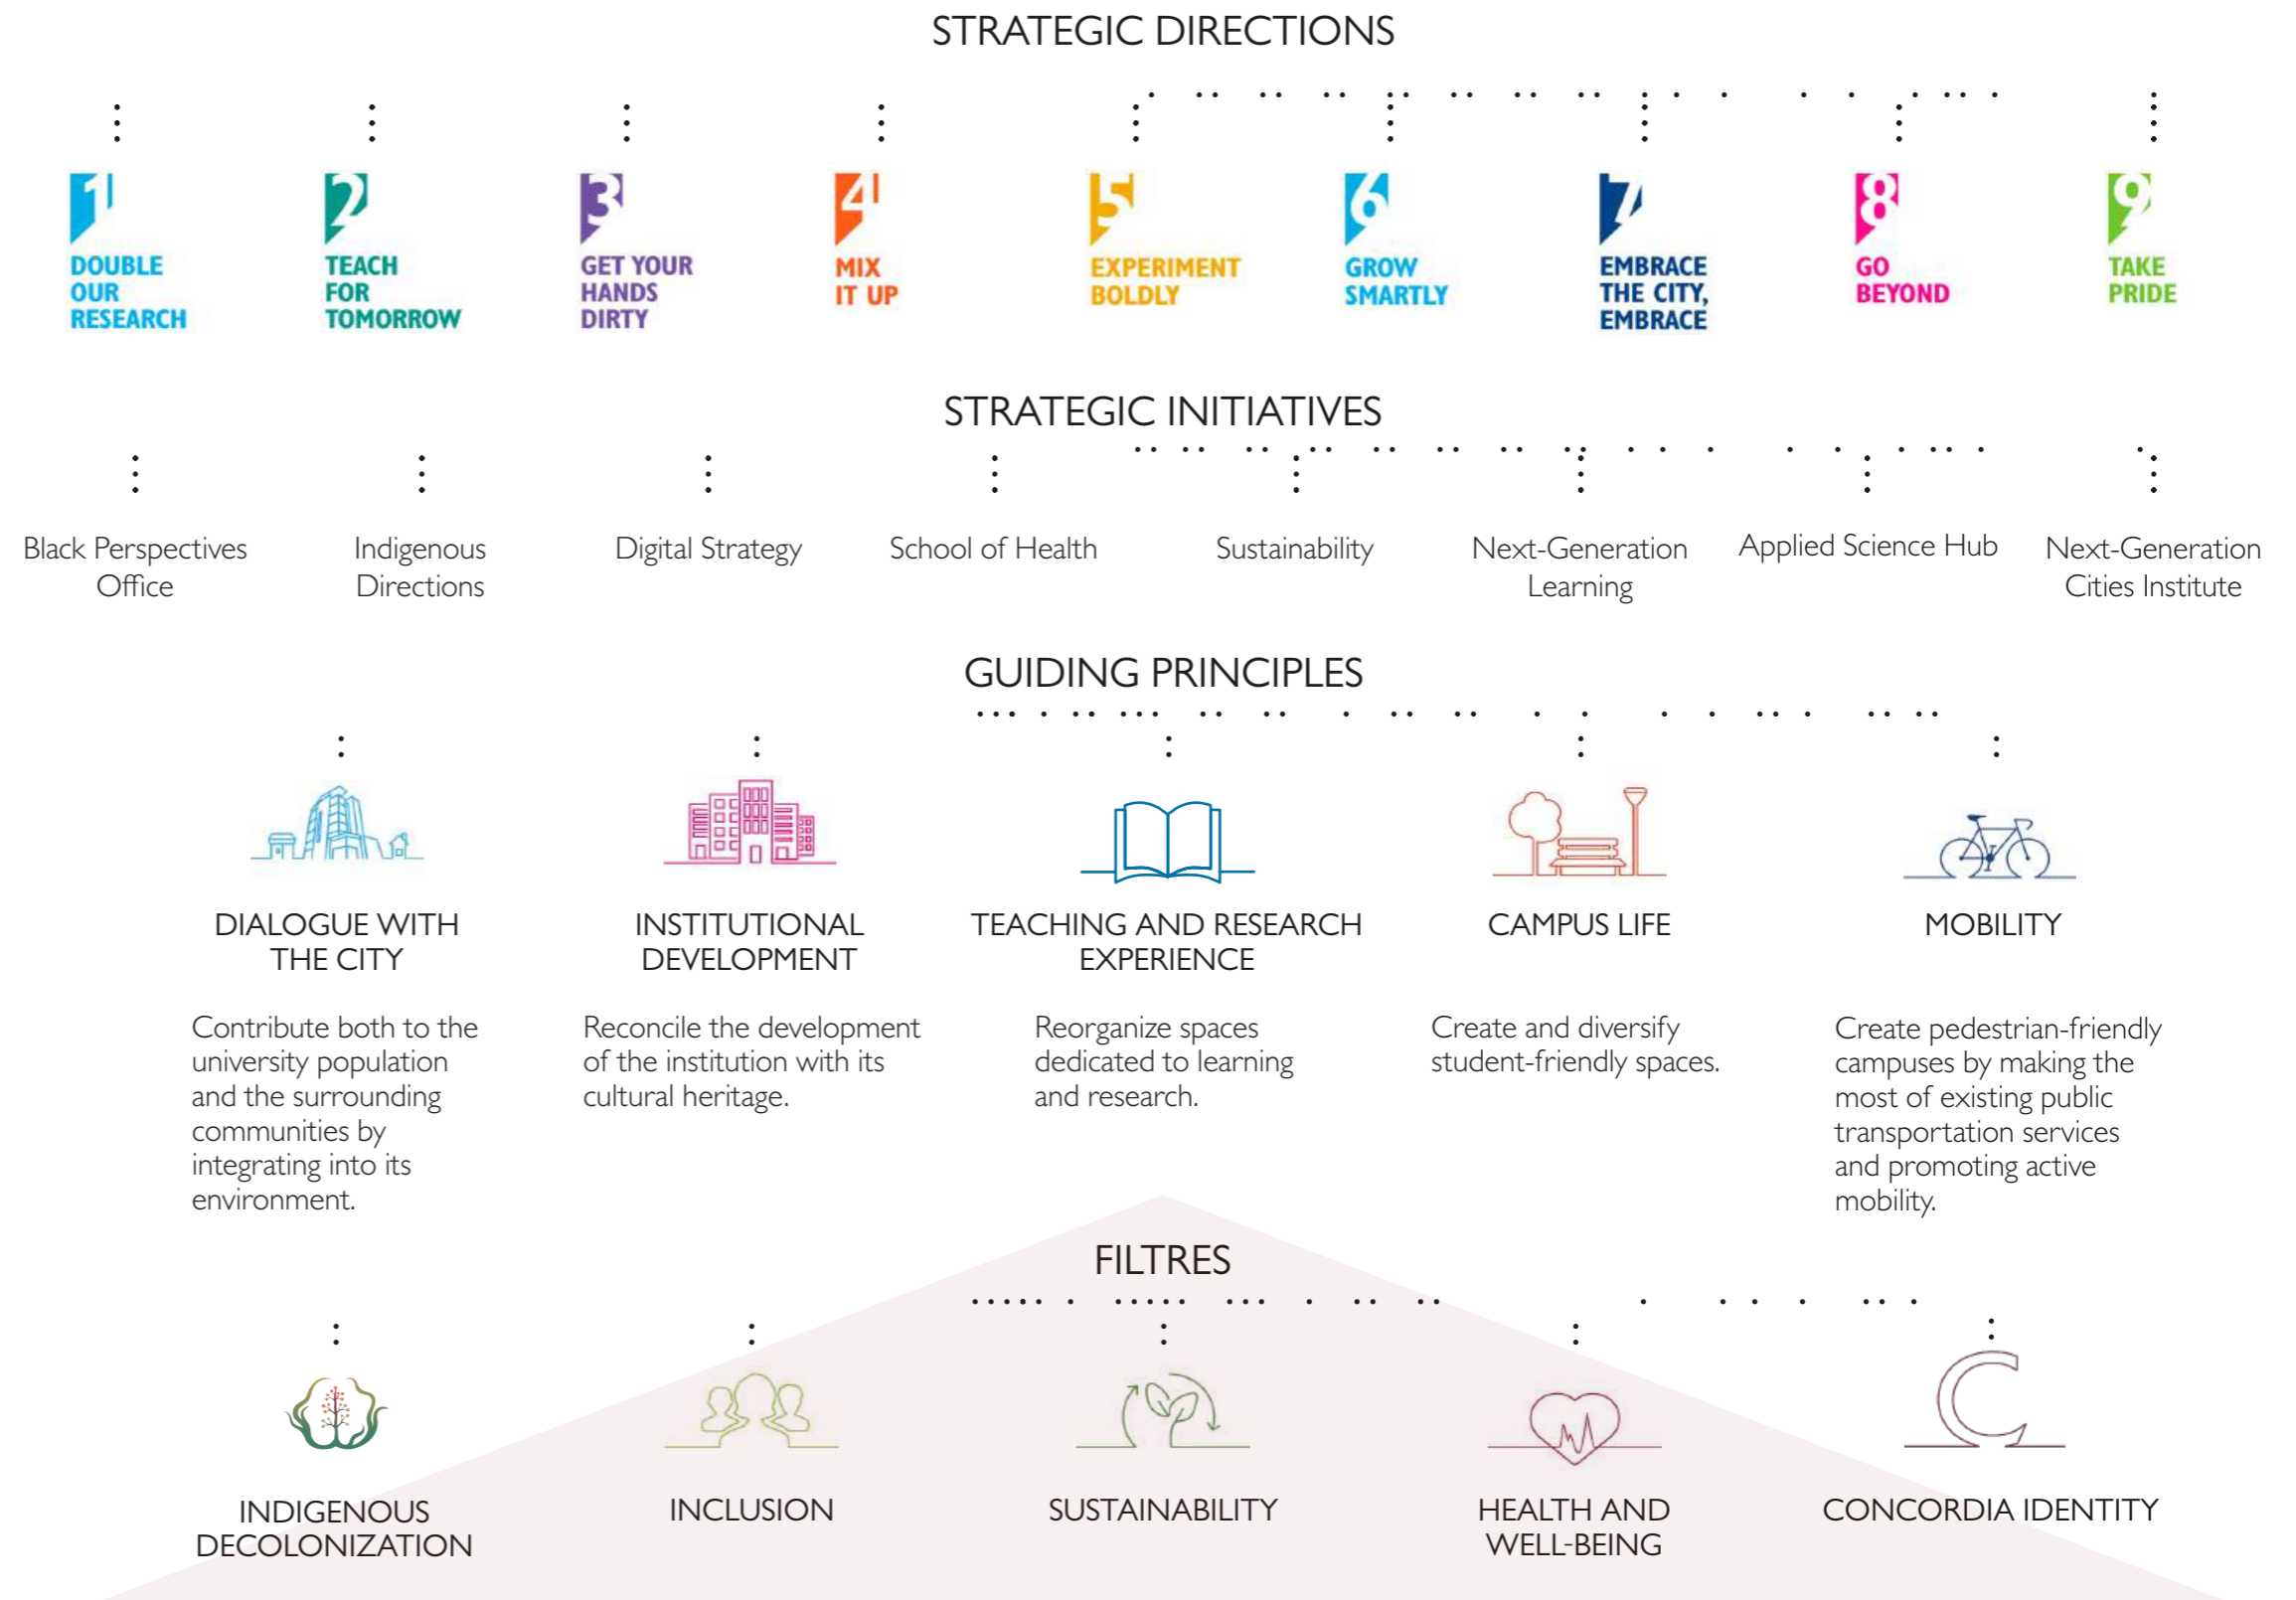 STRATEGIC DIRECTIONS
1
DOUBLE
OUR
RESEARCH
2
TEACH
FOR
TOMORROW
3
GET YOUR
HANDS
DIRTY
4
MIX
IT UP
5
EXPERIMENT
BOLDLY
6
GROW
SMARTLY
7
EMBRACE
THE CITY,
EMBRACE
8
GO
BEYOND
9
TAKE
PRIDE
STRATEGIC INITIATIVES
Black Perspectives
Office
Indigenous
Directions
Digital Strategy
School of Health
Sustainability
Next-Generation
Learning
Applied Science Hub
Next-Generation
Cities Institute
GUIDING PRINCIPLES
DIALOGUE WITH
THE CITY
Contribute both to the
university population
and the surrounding
communities by
integrating into its
environment.
INSTITUTIONAL
DEVELOPMENT
Reconcile the development
of the institution with its
cultural heritage.
TEACHING AND RESEARCH
EXPERIENCE
Reorganize spaces
dedicated to learning
and research.
CAMPUS LIFE
Create and diversify
student-friendly spaces.
MOBILITY
Create pedestrian-friendly
campuses by making the
most of existing public
transportation services
and promoting active
mobility.
FILTRES
INDIGENOUS
DECOLONIZATION
INCLUSION
SUSTAINABILITY
HEALTH AND
WELL-BEING
CONCORDIA IDENTITY